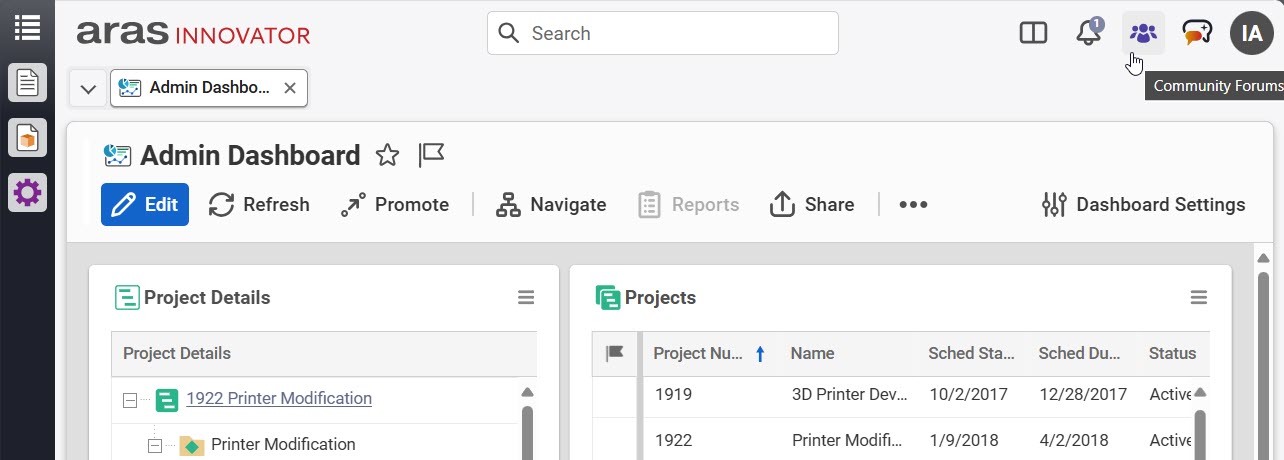 aras INNOVATOR
Search
1
IA
Community Forums
Admin Dashbo...
Admin Dashboard
Edit
Refresh
Promote
Navigate
Reports
Share
Dashboard Settings
Project Details
Projects
Project Details
Project Nu... Name Sched Sta... Sched Du... Status
1922 Printer Modification
1919 3D Printer Dev... 10/2/2017 12/28/2017 Active
Printer Modification
1922 Printer Modifi... 1/9/2018 4/2/2018 Active